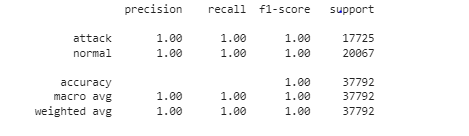 precision recall f1-score support
attack 1.00 1.00 1.00 17725
normal 1.00 1.00 1.00 20067
accuracy 1.00 37792
macro avg 1.00 1.00 1.00 37792
weighted avg 1.00 1.00 1.00 37792